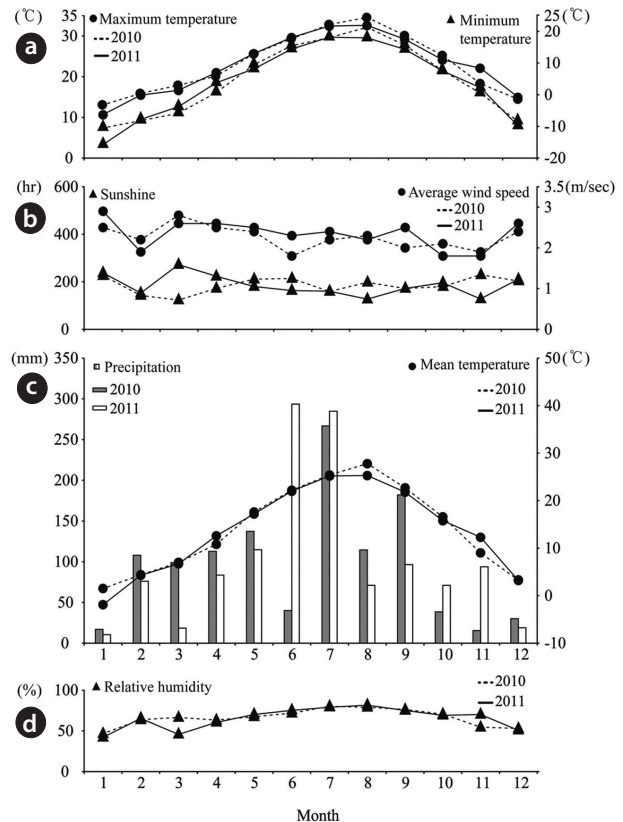 (℃) 35 30 20 10 0
a
Maximum temperature
2010
2011
Minimum temperature
25 (℃) 20 10 0 -10 -20
(hr) 600 400 200 0
b
Sunshine
Average wind speed
2010
2011
3.5 (m/sec) 3 2 1 0
(mm) 350 300 250 200 150 100 50 0
c
Precipitation
2010
2011
Mean temperature
2010
2011
50 (℃) 40 30 20 10 0 -10
1 2 3 4 5 6 7 8 9 10 11 12
(%) 100 50 0
d
Relative humidity
2010
2011
1 2 3 4 5 6 7 8 9 10 11 12
Month